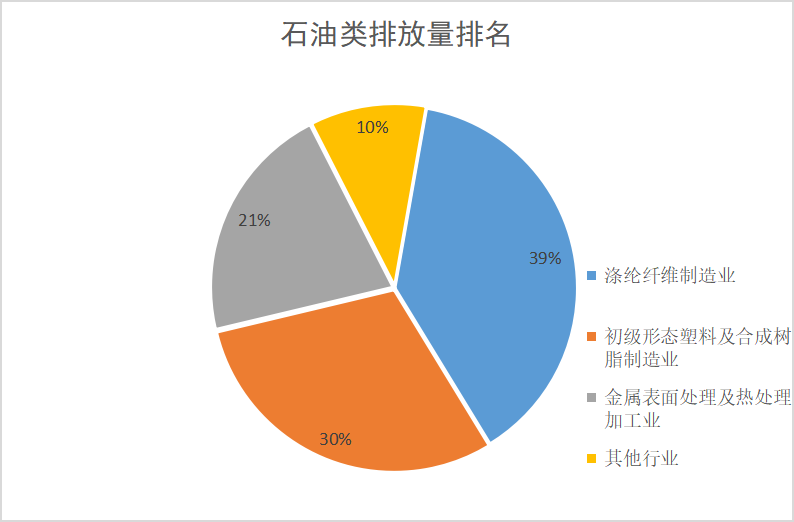 石油类排放量排名
10%
21%
39%
30%
涤纶纤维制造业
初级形态塑料及合成树
脂制造业
金属表面处理及热处理
加工业
其他行业